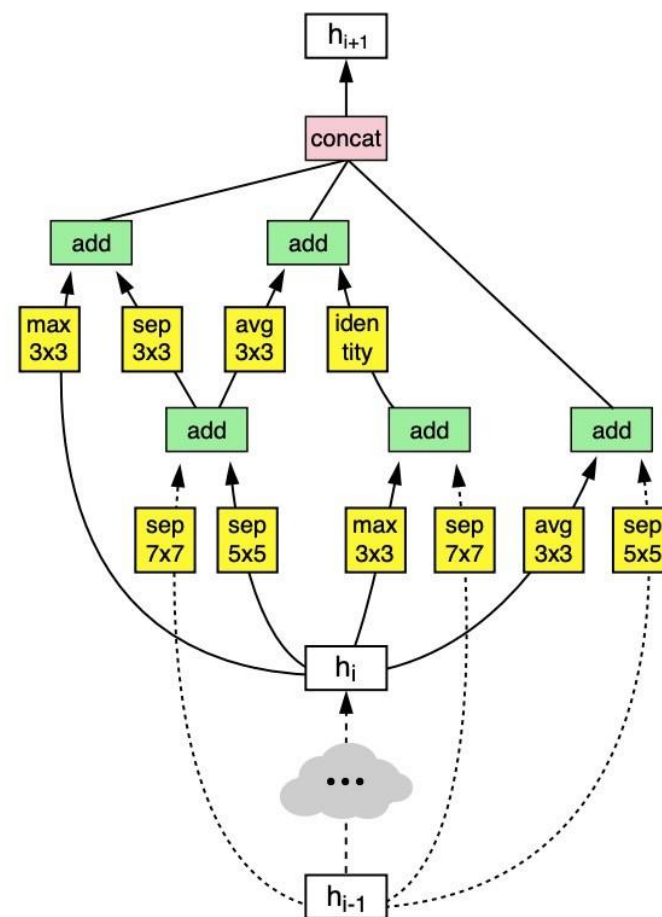 hi+1
concat
add add
max sep avg iden
3x3 3x3 3x3 tity
add add add
sep sep max sep avg sep
7x7 5x5 3x3 7x7 3x3 5x5
hi
...
hi-1